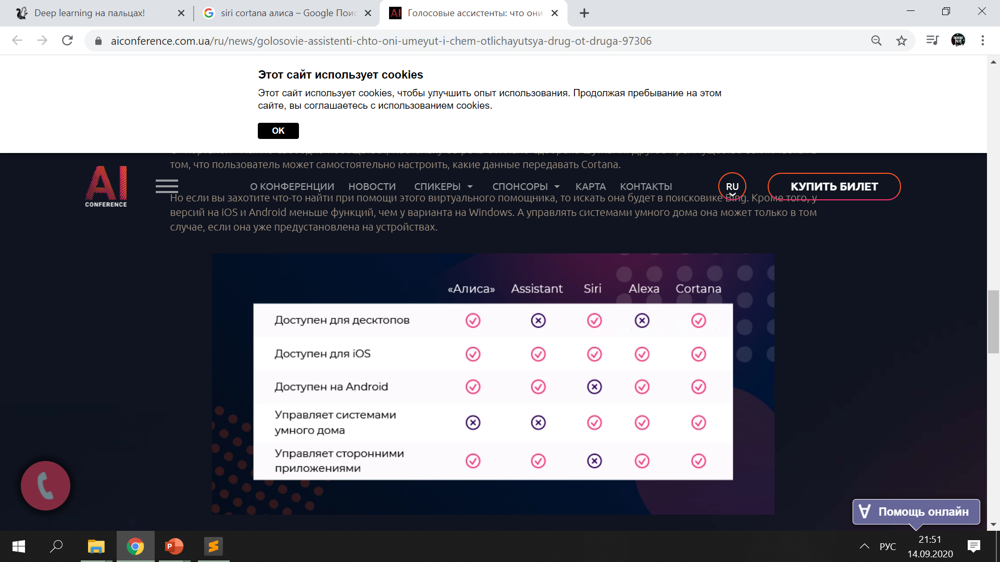 Deep learning на пальцах!
siri cortana алиса – Google Поис
Голосовые ассистенты: что они
aiconference.com.ua/ru/news/golosovie-assistenti-chto-oni-umeyut-i-chem-otlichayutsya-drug-ot-druga-97306
Этот сайт использует cookies
Этот сайт использует cookies, чтобы улучшить опыт использования. Продолжая пребывание на этом
сайте, вы соглашаетесь с использованием cookies.
OK
том, что пользователь может самостоятельно настроить, какие данные передавать Cortana.
AI
CONFERENCE
О КОНФЕРЕНЦИИ НОВОСТИ СПИКЕРЫ СПОНСОРЫ КАРТА КОНТАКТЫ
RU
КУПИТЬ БИЛЕТ
Но если вы захотите что-то найти при помощи этого виртуального помощника, то искать она будет в поисковике Bing. Кроме того, у
версий на iOS и Android меньше функций, чем у варианта на Windows. А управлять системами умного дома она может только в том
случае, если она уже предустановлена на устройствах.
«Алиса» Assistant Siri Alexa Cortana
Доступен для десктопов
Доступен для iOS
Доступен на Android
Управляет системами
умного дома
Управляет сторонними
приложениями
Помощь онлайн
РУС
21:51
14.09.2020